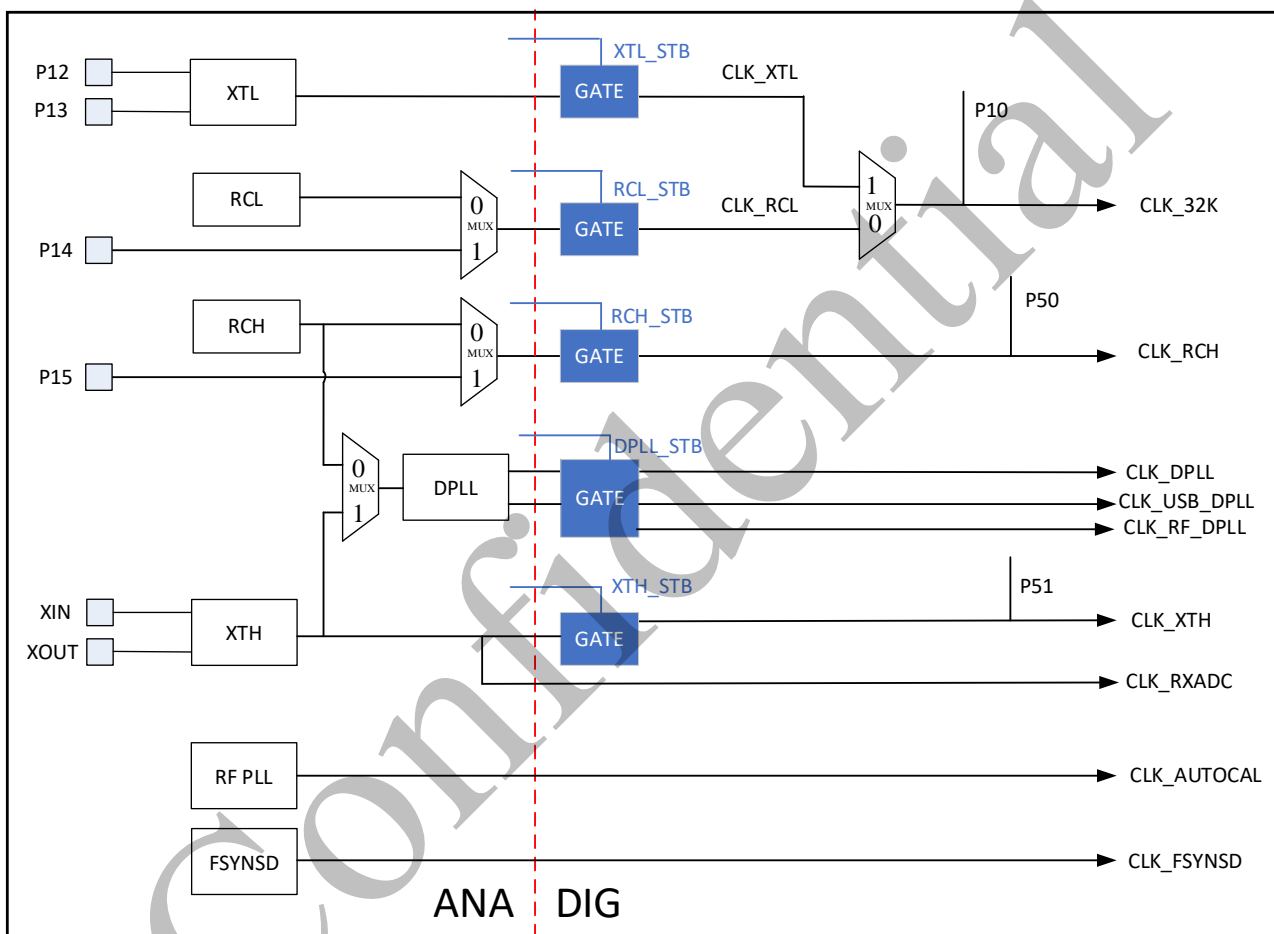 XTL_STB
P12
XTL
GATE
CLK_XTL
P13
P10
RCL_STB
RCL
0
MUX
1
GATE
CLK_RCL
1
MUX
0
CLK_32K
P14
RCH_STB
P50
RCH
0
MUX
1
GATE
CLK_RCH
P15
DPLL_STB
0
MUX
1
DPLL
GATE
CLK_DPLL
CLK_USB_DPLL
CLK_RF_DPLL
XTH_STB
P51
XIN
XTH
GATE
CLK_XTH
XOUT
CLK_RXADC
RF PLL
CLK_AUTOCAL
FSYNSD
CLK_FSYNSD
ANA
DIG
Confidential